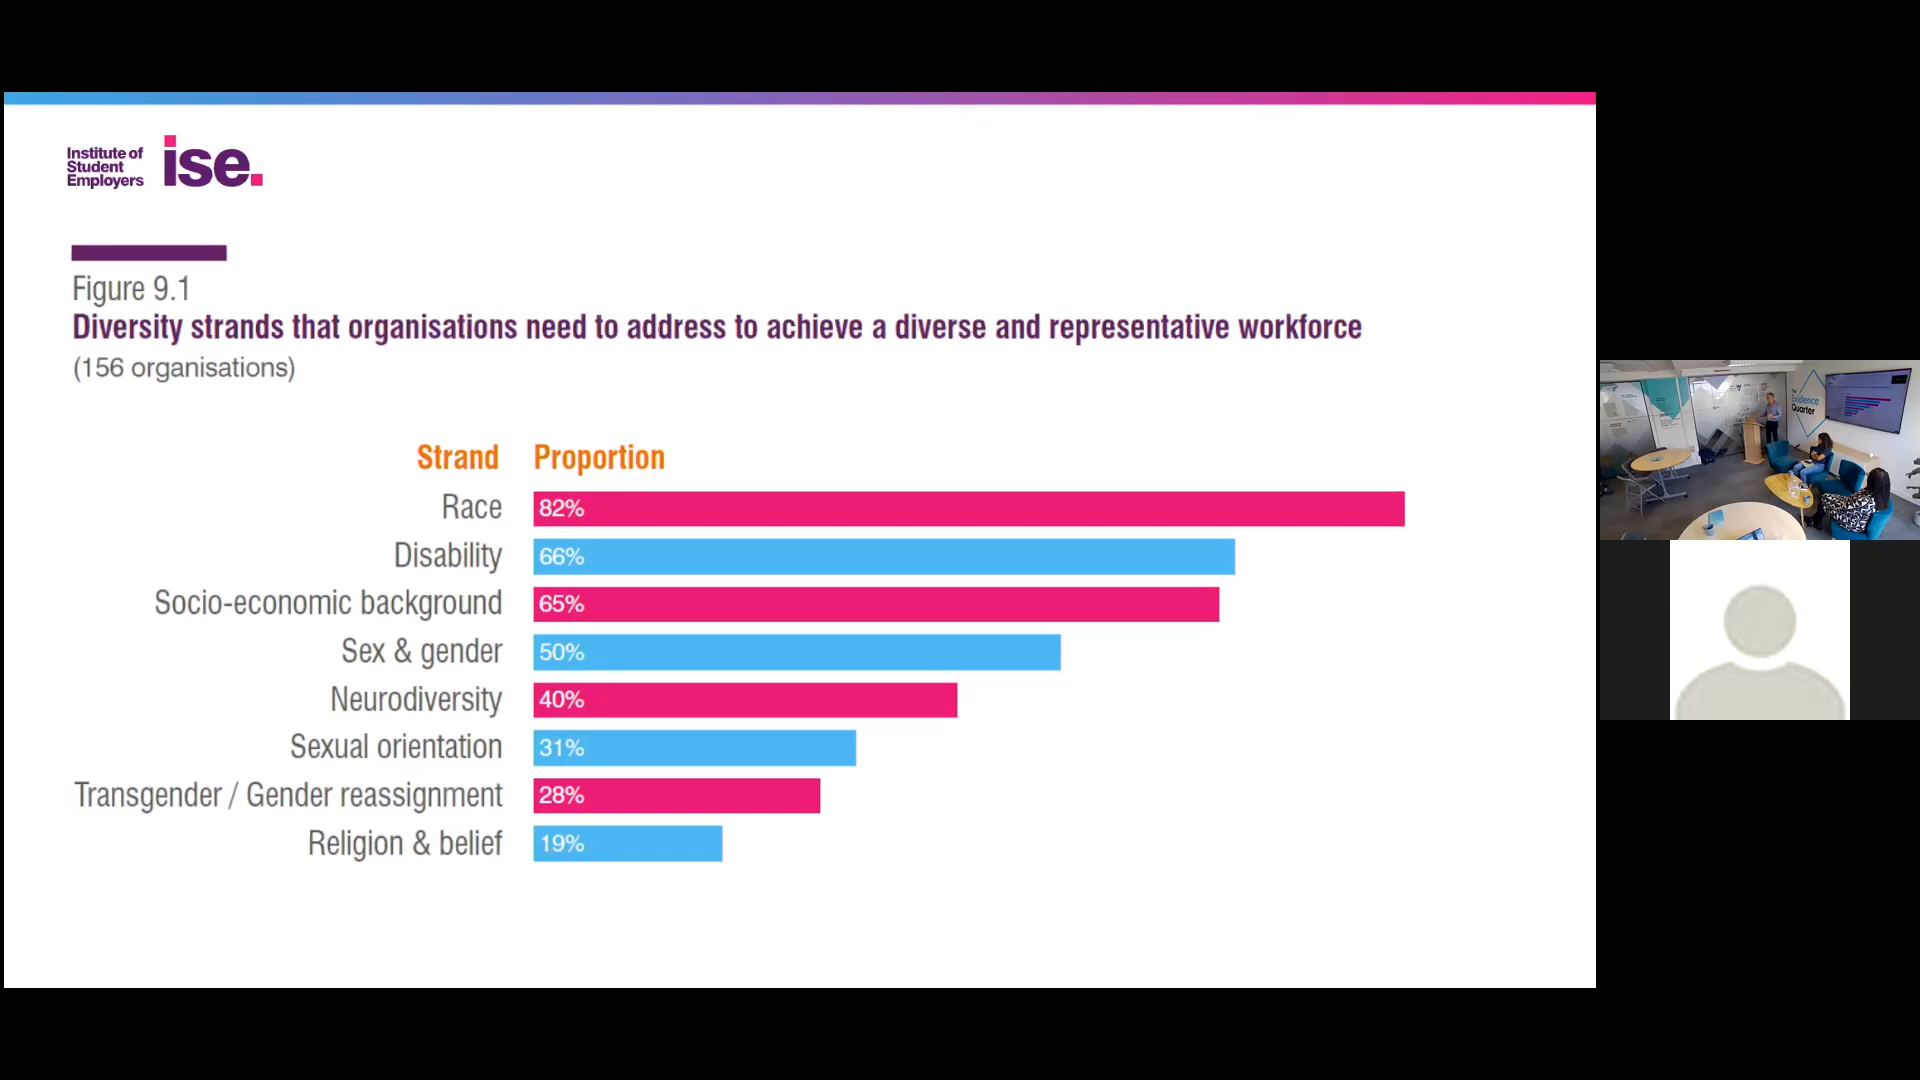 Institute of
Student
Employers
ise.
Figure 9.1
Diversity strands that organisations need to address to achieve a diverse and representative workforce
(156 organisations)
Strand Proportion
Race 82%
Disability 66%
Socio-economic background 65%
Sex & gender 50%
Neurodiversity 40%
Sexual orientation 31%
Transgender / Gender reassignment 28%
Religion & belief 19%
Evidence
Quarter